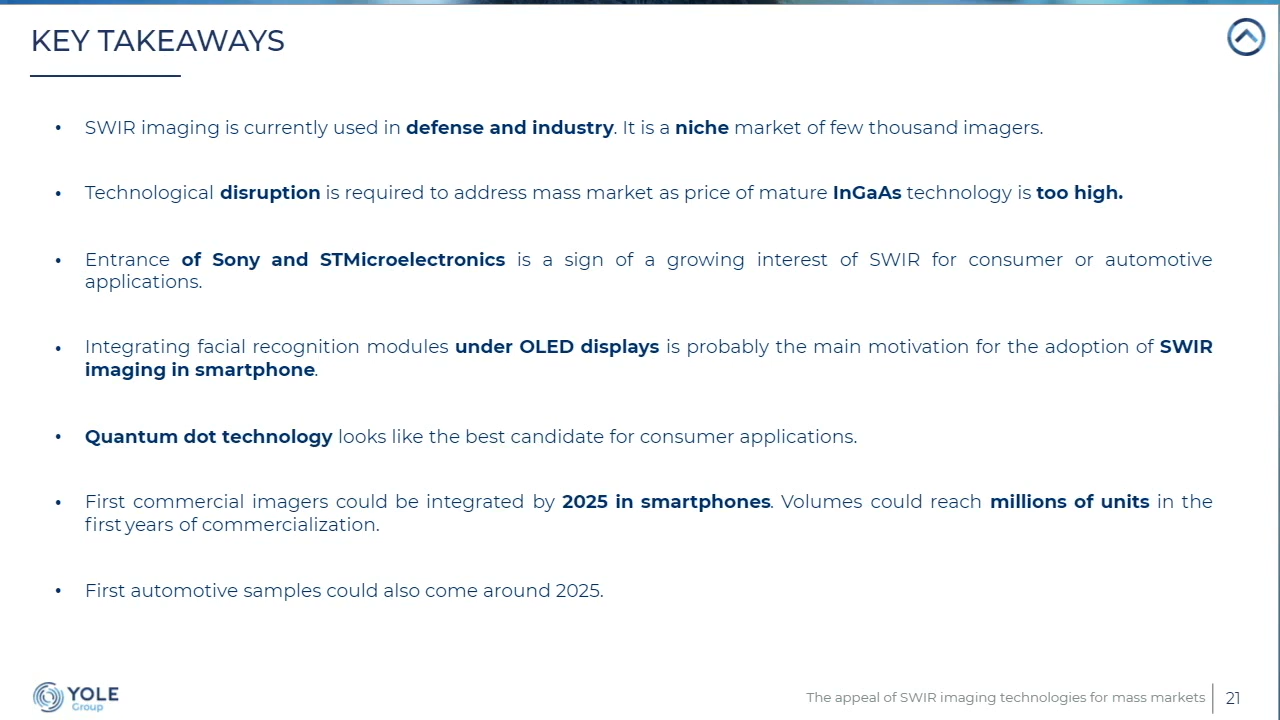 KEY TAKEAWAYS
• SWIR imaging is currently used in defense and industry. It is a niche market of few thousand imagers.
• Technological disruption is required to address mass market as price of mature InGaAs technology is too high.
• Entrance of Sony and STMicroelectronics is a sign of a growing interest of SWIR for consumer or automotive
applications.
• Integrating facial recognition modules under OLED displays is probably the main motivation for the adoption of SWIR
imaging in smartphone.
• Quantum dot technology looks like the best candidate for consumer applications.
• First commercial imagers could be integrated by 2025 in smartphones. Volumes could reach millions of units in the
first years of commercialization.
• First automotive samples could also come around 2025.
YOLE
Group
The appeal of SWIR imaging technologies for mass markets 21